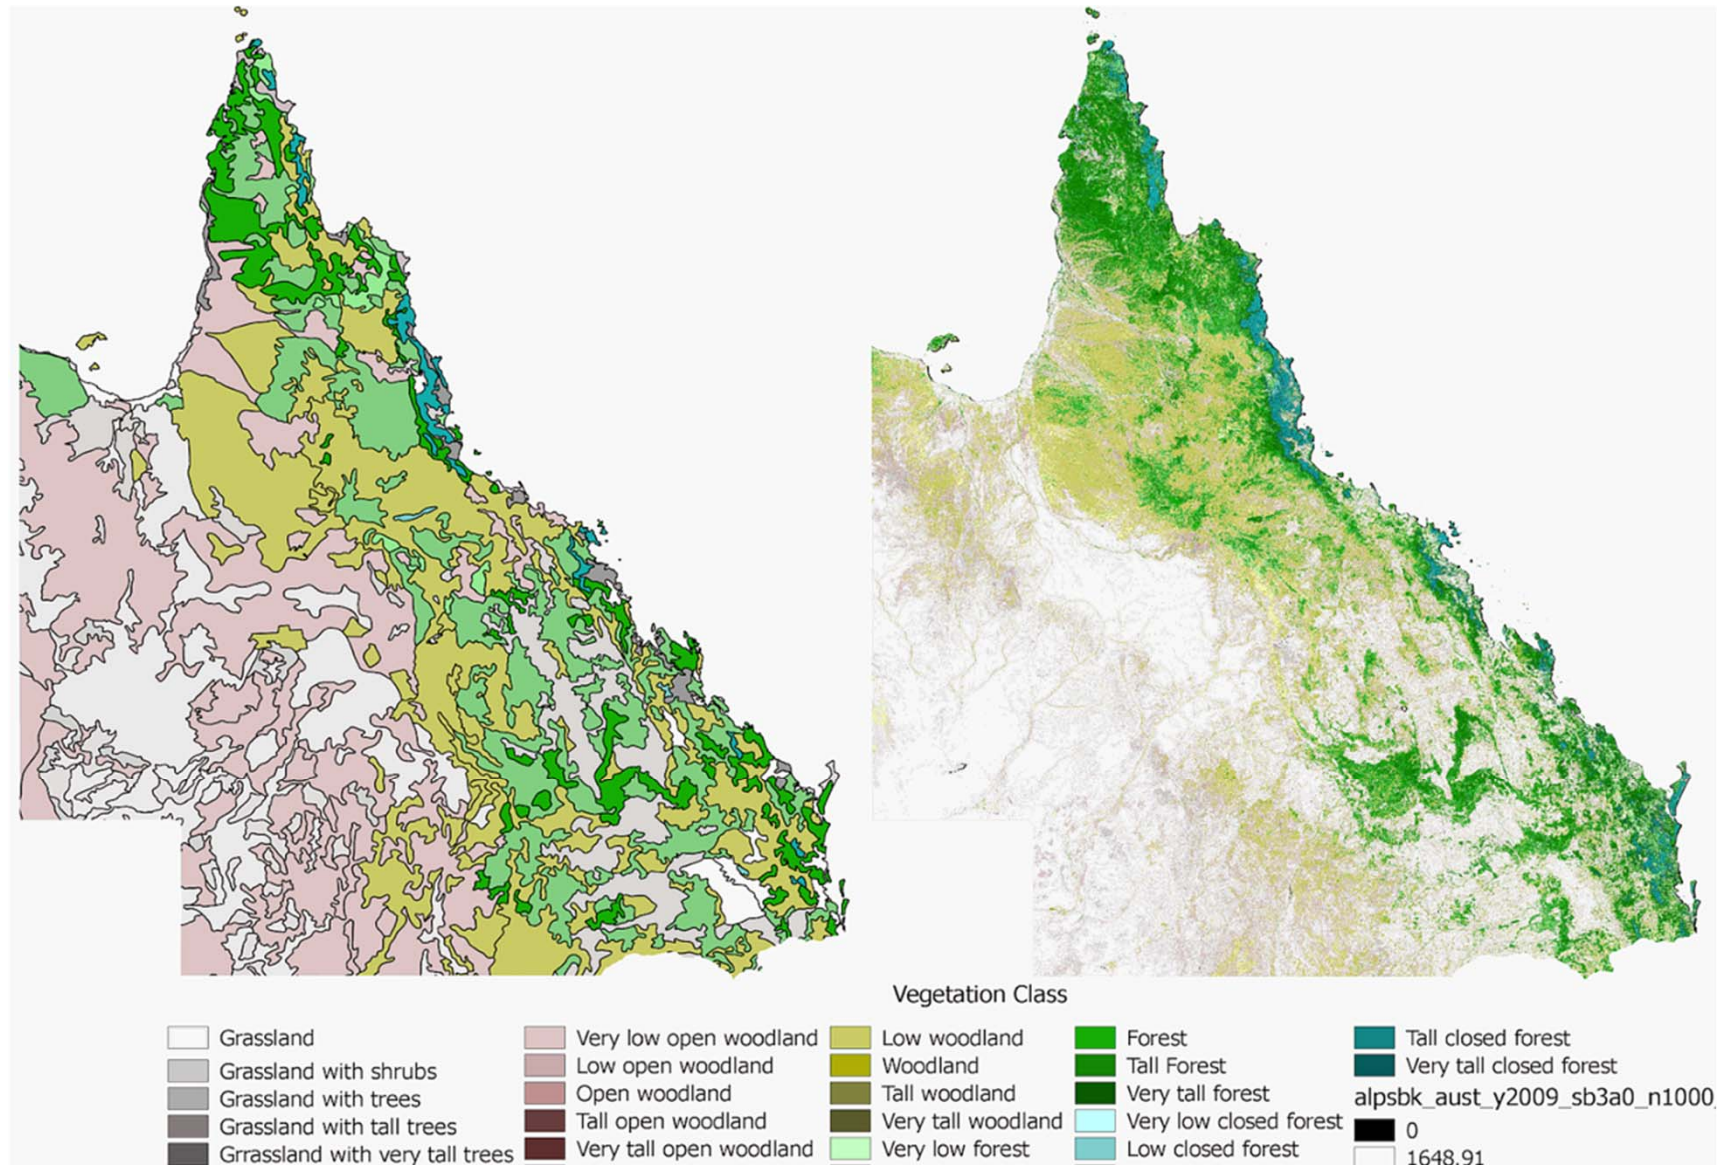 Vegetation Class
Grassland
Grassland with shrubs
Grassland with trees
Grassland with tall trees
Grrassland with very tall trees
Very low open woodland
Low open woodland
Open woodland
Tall open woodland
Very tall open woodland
Low woodland
Woodland
Tall woodland
Very tall woodland
Very low forest
Forest
Tall Forest
Very tall forest
Very low closed forest
Low closed forest
Tall closed forest
Very tall closed forest
alpsbk_aust_y2009_sb3a0_n1000_
0
1648.91